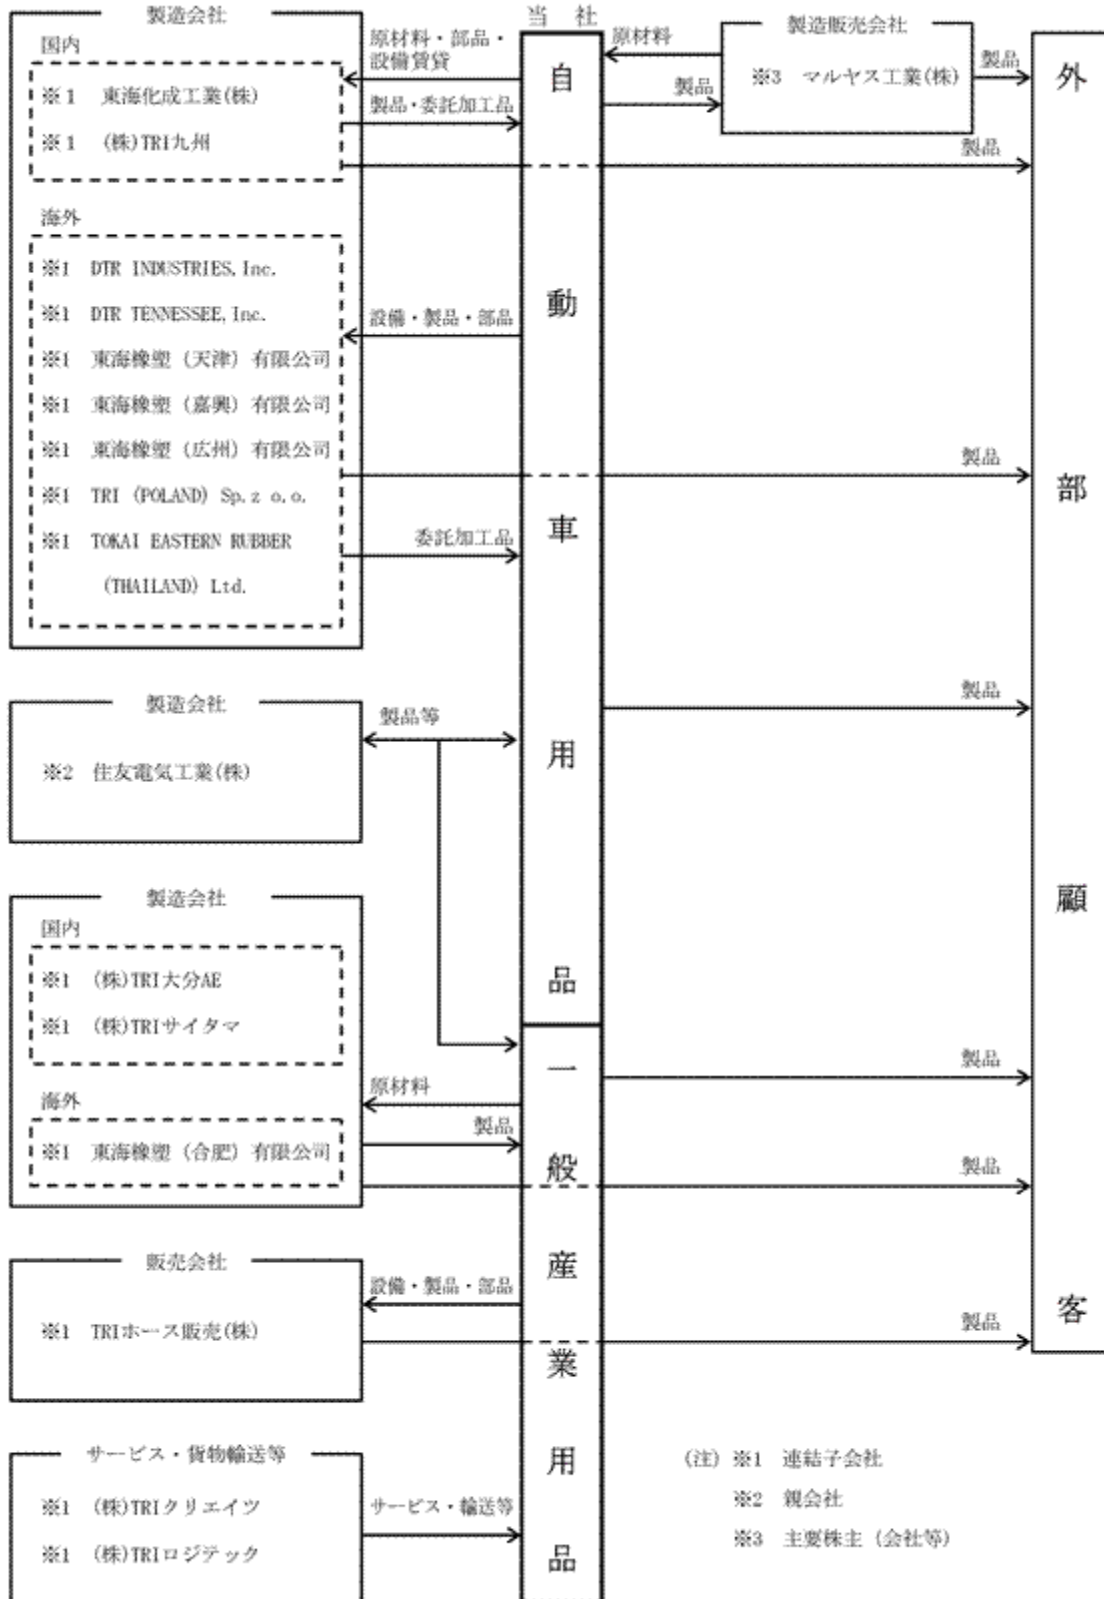 製造会社
国内
※1 東海化成工業(株)
※1 (株)TRI九州
海外
※1 DTR INDUSTRIES, Inc.
※1 DTR TENNESSEE, Inc.
※1 東海橡塑（天津）有限公司
※1 東海橡塑（嘉興）有限公司
※1 東海橡塑（広州）有限公司
※1 TRI (POLAND) Sp. z o.o.
※1 TOKAI EASTERN RUBBER
(THAILAND) Ltd.
原材料・部品・
設備賃貸
製品・委託加工品
設備・製品・部品
委託加工品
製造会社
※2 住友電気工業(株)
製品等
製造会社
国内
※1 (株)TRI大分AE
※1 (株)TRIサイタマ
海外
※1 東海橡塑（合肥）有限公司
原材料
製品
販売会社
※1 TRIホース販売(株)
設備・製品・部品
サービス・貨物輸送等
※1 (株)TRIクリエイツ
※1 (株)TRIロジテック
サービス・輸送等
当 社
自動車用品
一般産業用品
製造販売会社
※3 マルヤス工業(株)
原材料
製品
製品
製品
製品
製品
製品
製品
製品
外部顧客
(注) ※1 連結子会社
※2 親会社
※3 主要株主（会社等）